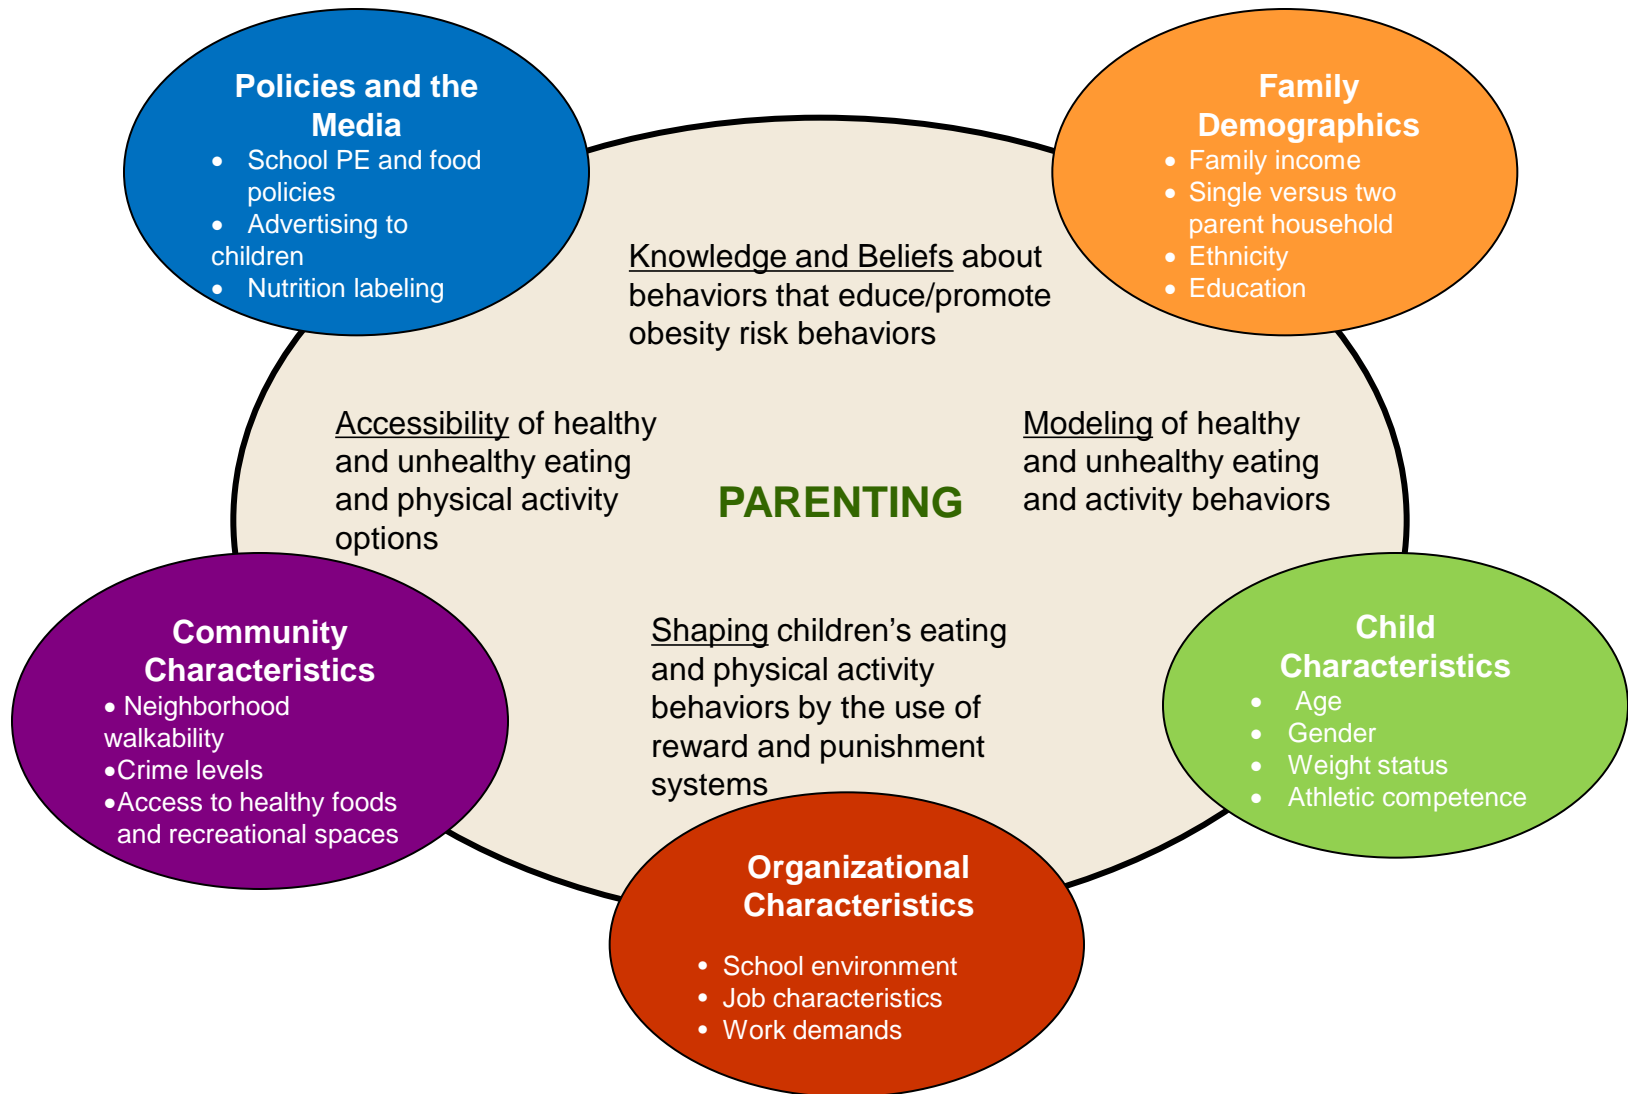 Policies and the
Media
• School PE and food
policies
• Advertising to
children
• Nutrition labeling
Family
Demographics
• Family income
• Single versus two
parent household
• Ethnicity
• Education
Knowledge and Beliefs about
behaviors that educe/promote
obesity risk behaviors
Accessibility of healthy
and unhealthy eating
and physical activity
options
PARENTING
Modeling of healthy
and unhealthy eating
and activity behaviors
Community
Characteristics
• Neighborhood
walkability
•Crime levels
•Access to healthy foods
and recreational spaces
Shaping children’s eating
and physical activity
behaviors by the use of
reward and punishment
systems
Child
Characteristics
• Age
• Gender
• Weight status
• Athletic competence
Organizational
Characteristics
• School environment
• Job characteristics
• Work demands